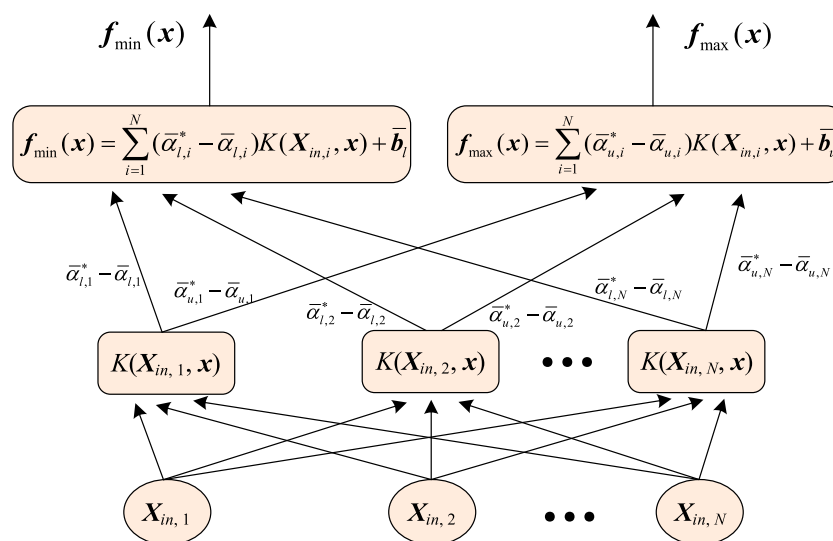 f_min(x) f_max(x)
f_min(x) = ∑_{i=1}^{N} (ᾱ*_{l,i} − ᾱ_{l,i}) K(X_{in,i}, x) + b̄_l
f_max(x) = ∑_{i=1}^{N} (ᾱ*_{u,i} − ᾱ_{u,i}) K(X_{in,i}, x) + b̄_u
ᾱ*_{l,1} − ᾱ_{l,1}
ᾱ*_{u,1} − ᾱ_{u,1}
ᾱ*_{l,2} − ᾱ_{l,2}
ᾱ*_{u,2} − ᾱ_{u,2}
ᾱ*_{l,N} − ᾱ_{l,N}
ᾱ*_{u,N} − ᾱ_{u,N}
K(X_{in, 1}, x) K(X_{in, 2}, x) ••• K(X_{in, N}, x)
X_{in, 1} X_{in, 2} ••• X_{in, N}